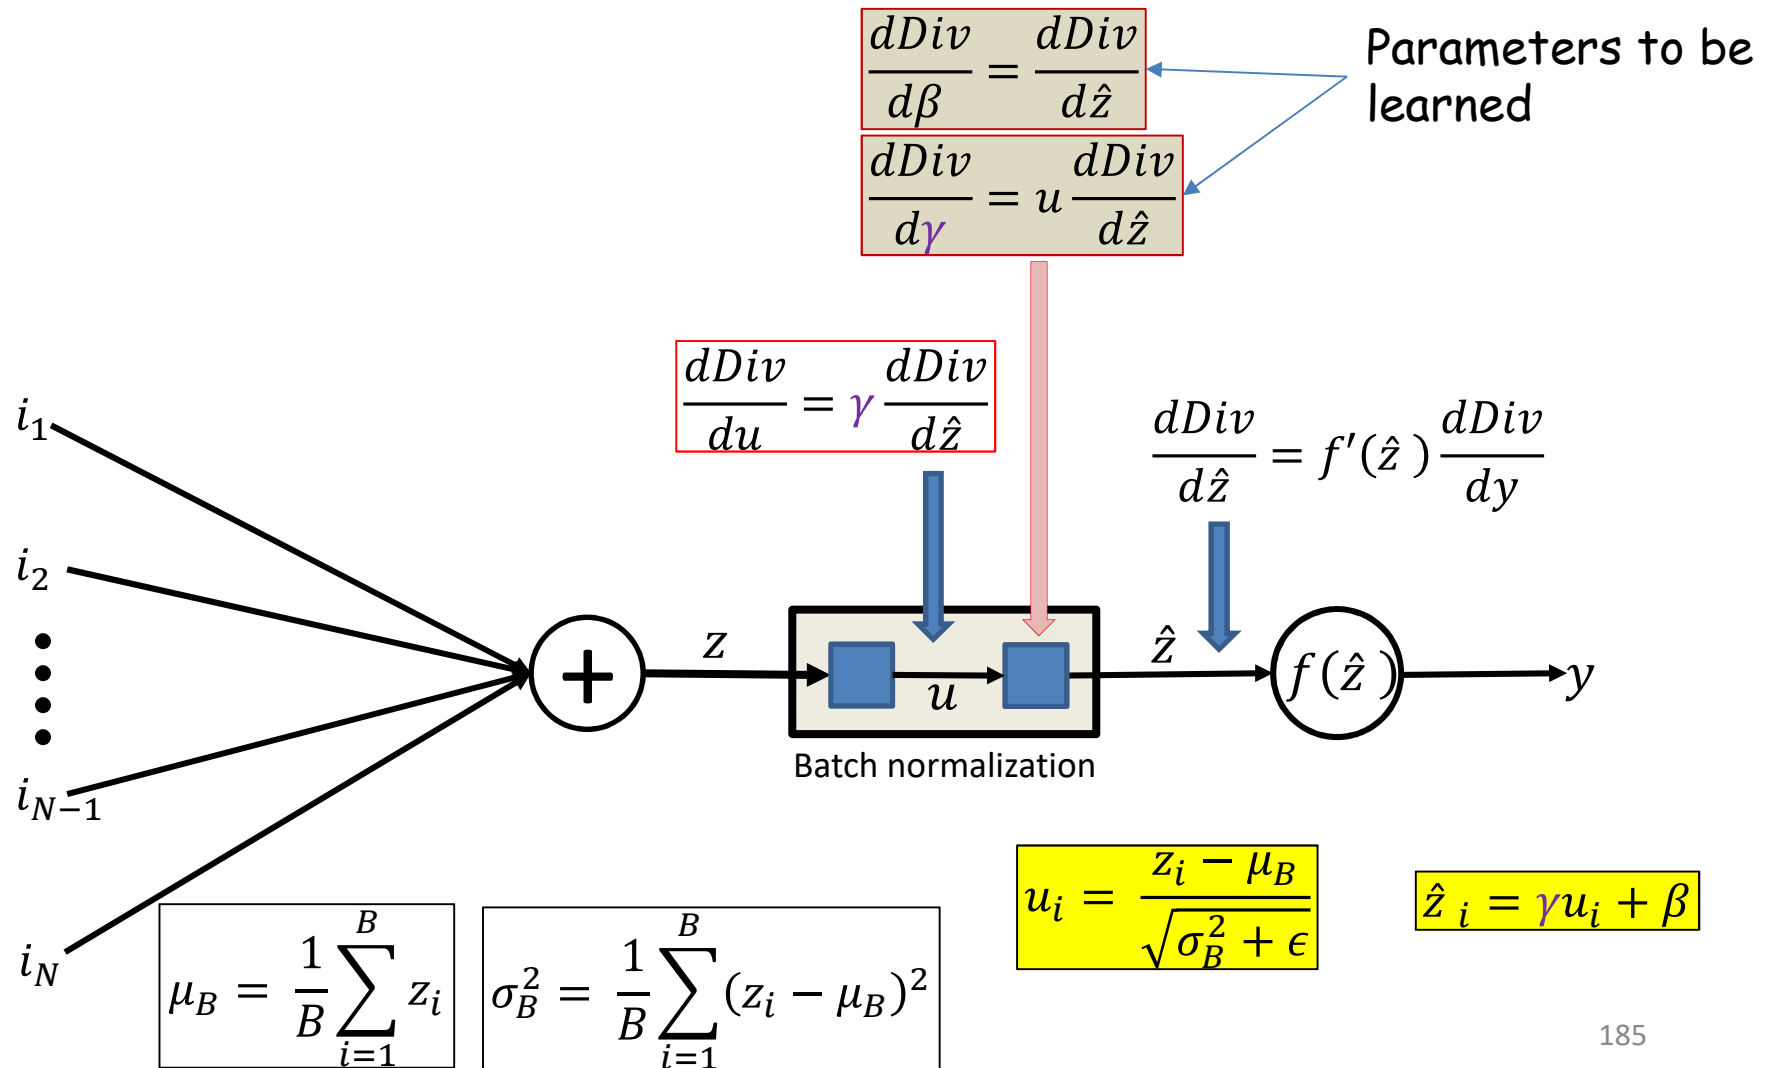 dDiv/dβ = dDiv/dẑ
Parameters to be
learned
dDiv/dγ = u dDiv/dẑ
dDiv/du = γ dDiv/dẑ
dDiv/dẑ = f′(ẑ ) dDiv/dy
i₁
i₂
z
u
ẑ
+
f(ẑ )
y
Batch normalization
i_{N−1}
i_N
μ_B = 1/B ∑_{i=1}^{B} z_i
σ_B^2 = 1/B ∑_{i=1}^{B} (z_i − μ_B)^2
u_i = (z_i − μ_B)/√(σ_B^2 + ϵ)
ẑ_i = γu_i + β
185